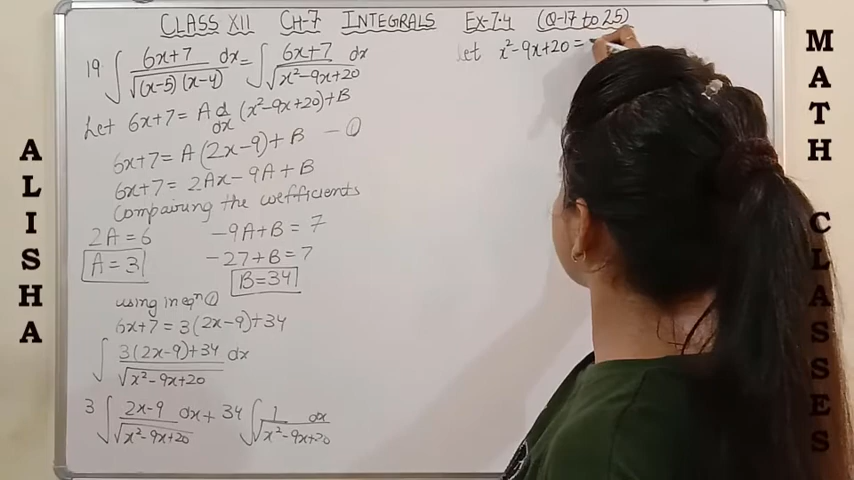 CLASS XII CH-7 INTEGRALS EX-7.4 (Q-17 to 25)
19 ∫ 6x+7 / √(x-5)(x-4) dx = ∫ 6x+7 / √x²-9x+20 dx
Let 6x+7 = A d/dx (x²-9x+20)+B
6x+7 = A(2x-9)+B — ①
6x+7 = 2Ax-9A+B
Compairing the coefficients
2A=6 -9A+B = 7
A=3 -27+B=7
B=34
using in eqn ①
6x+7 = 3(2x-9)+34
∫ 3(2x-9)+34 / √x²-9x+20 dx
3 ∫ 2x-9 / √x²-9x+20 dx + 34 ∫ 1 / √x²-9x+20 dx
let x²-9x+20 =
ALISHA
MATH CLASSES